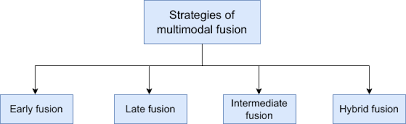 Strategies of
multimodal fusion
Early fusion
Late fusion
Intermediate
fusion
Hybrid fusion